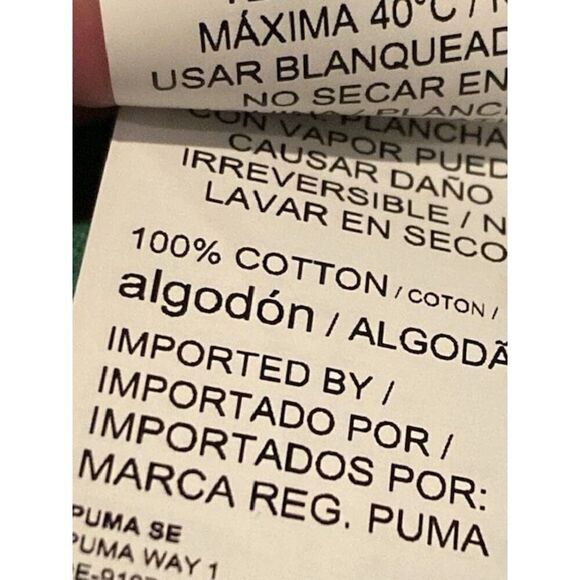 MÁXIMA 40°C /
USAR BLANQUEAD
NO SECAR EN
PLANCHA
CON VAPOR PUED
CAUSAR DAÑO
IRREVERSIBLE / N
LAVAR EN SECO
100% COTTON / COTON /
algodón / ALGODÃ
IMPORTED BY /
IMPORTADO POR /
IMPORTADOS POR:
MARCA REG. PUMA
PUMA SE
PUMA WAY 1